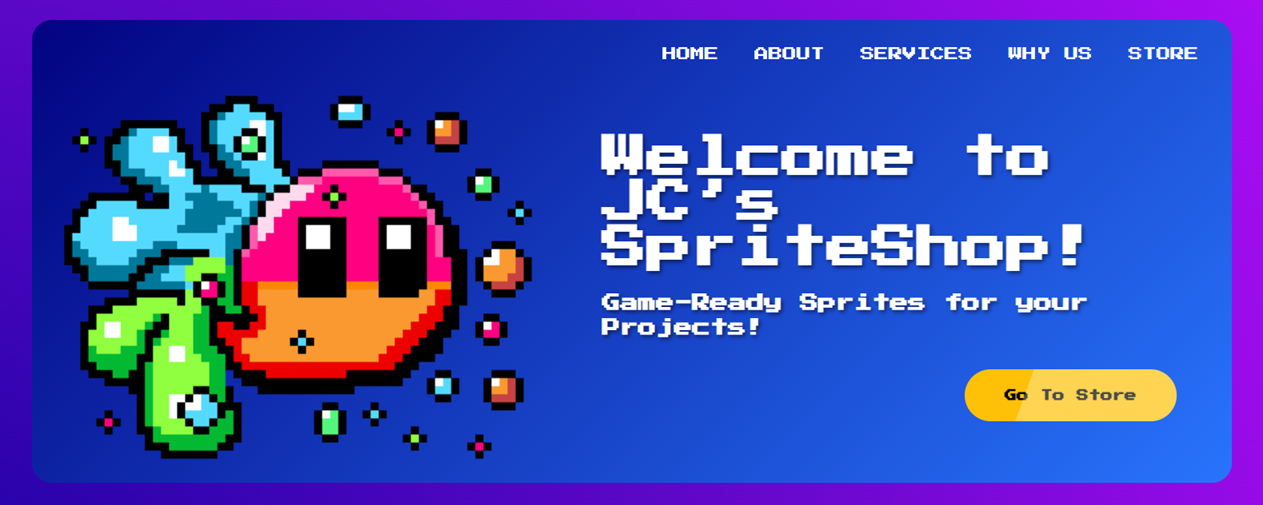 HOME ABOUT SERVICES WHY US STORE
Welcome to
JC's
SpriteShop!
Game-Ready Sprites for your
Projects!
Go To Store